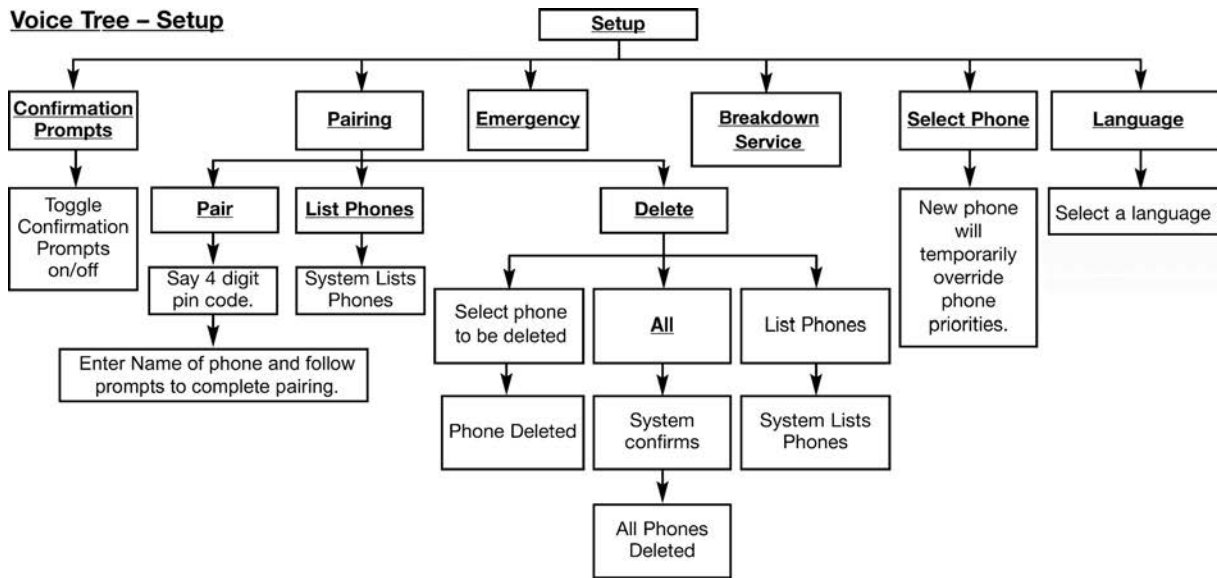 Voice Tree – Setup
Setup
Confirmation
Prompts
Pairing
Emergency
Breakdown
Service
Select Phone
Language
Toggle
Confirmation
Prompts
on/off
Pair
List Phones
Delete
New phone
will
temporarily
override
phone
priorities.
Select a language
Say 4 digit
pin code.
System Lists
Phones
Select phone
to be deleted
All
List Phones
Enter Name of phone and follow
prompts to complete pairing.
Phone Deleted
System
confirms
System Lists
Phones
All Phones
Deleted